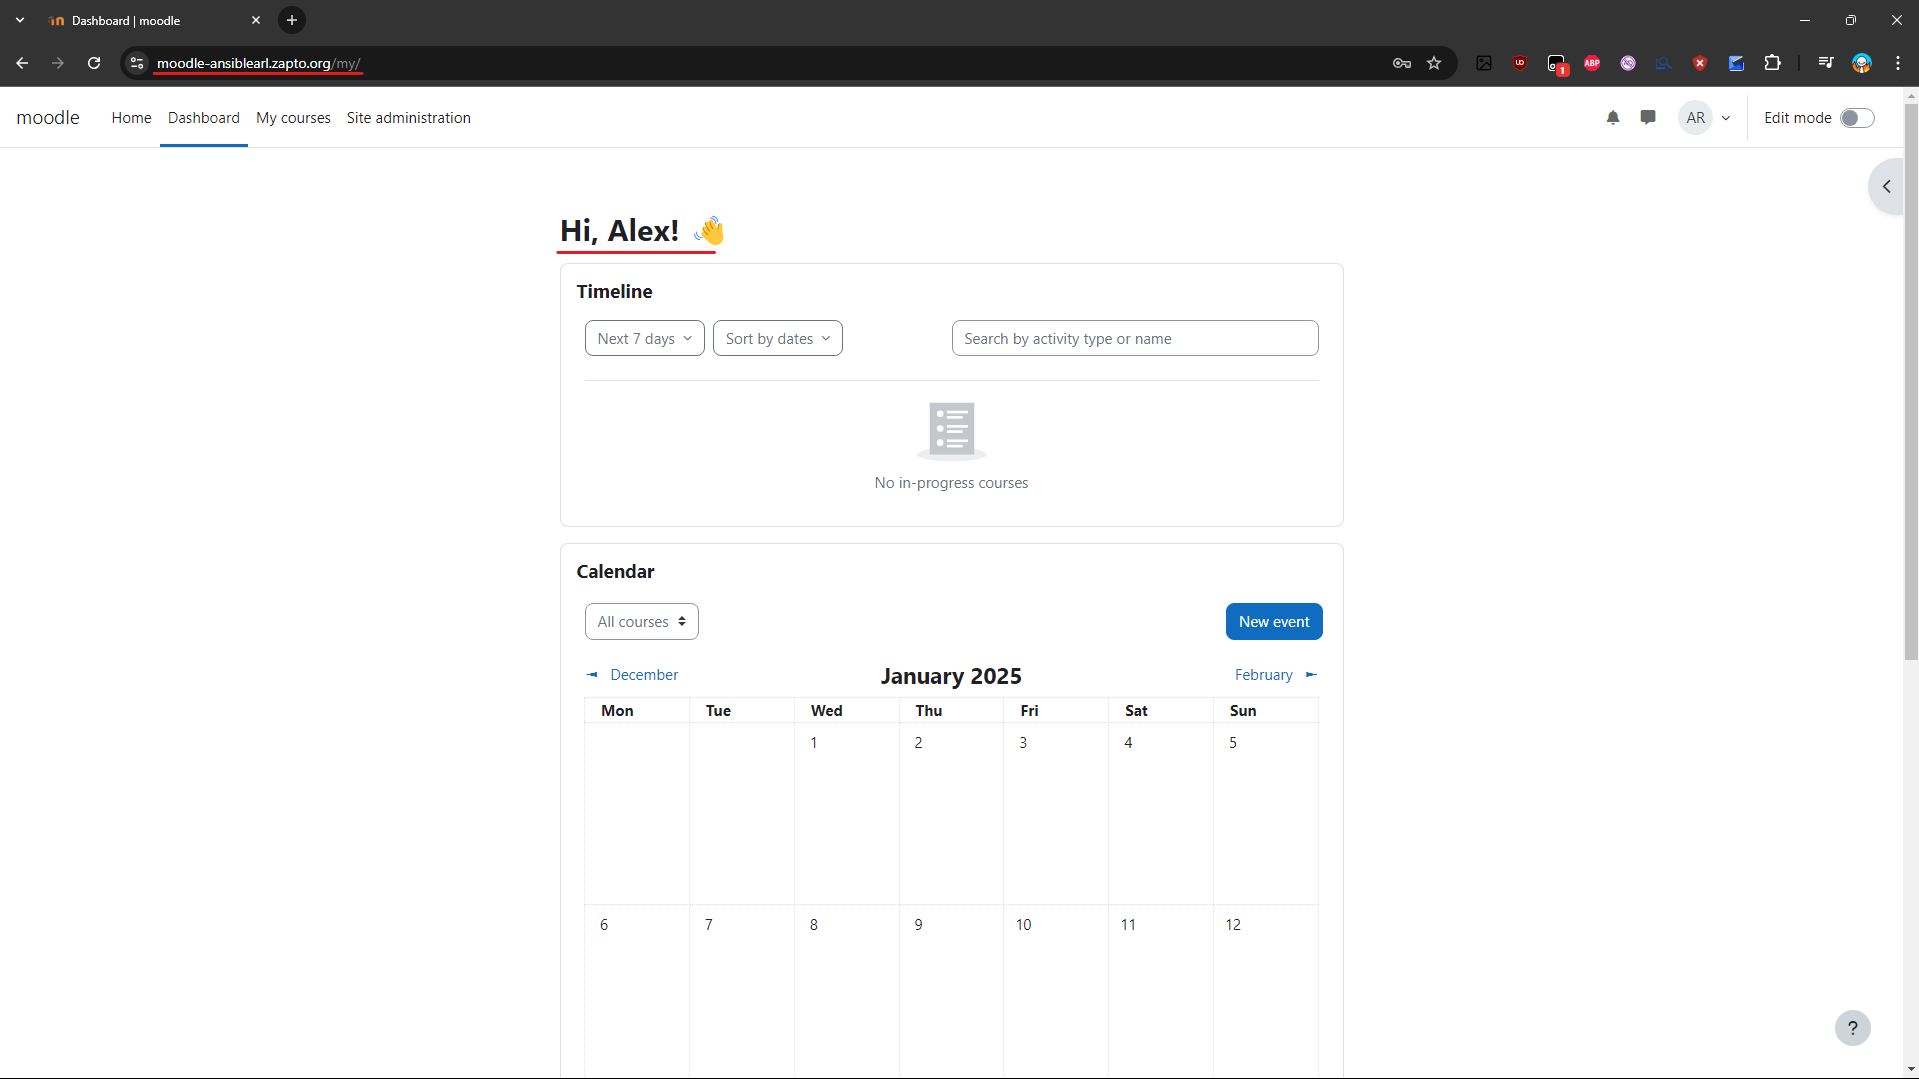 Dashboard | moodle
moodle-ansiblearl.zapto.org/my/
1
ABP
moodle
Home
Dashboard
My courses
Site administration
AR
Edit mode
Hi, Alex! 👋
Timeline
Next 7 days
Sort by dates
Search by activity type or name
No in-progress courses
Calendar
All courses
New event
December
January 2025
February
Mon Tue Wed Thu Fri Sat Sun
1 2 3 4 5
6 7 8 9 10 11 12
?